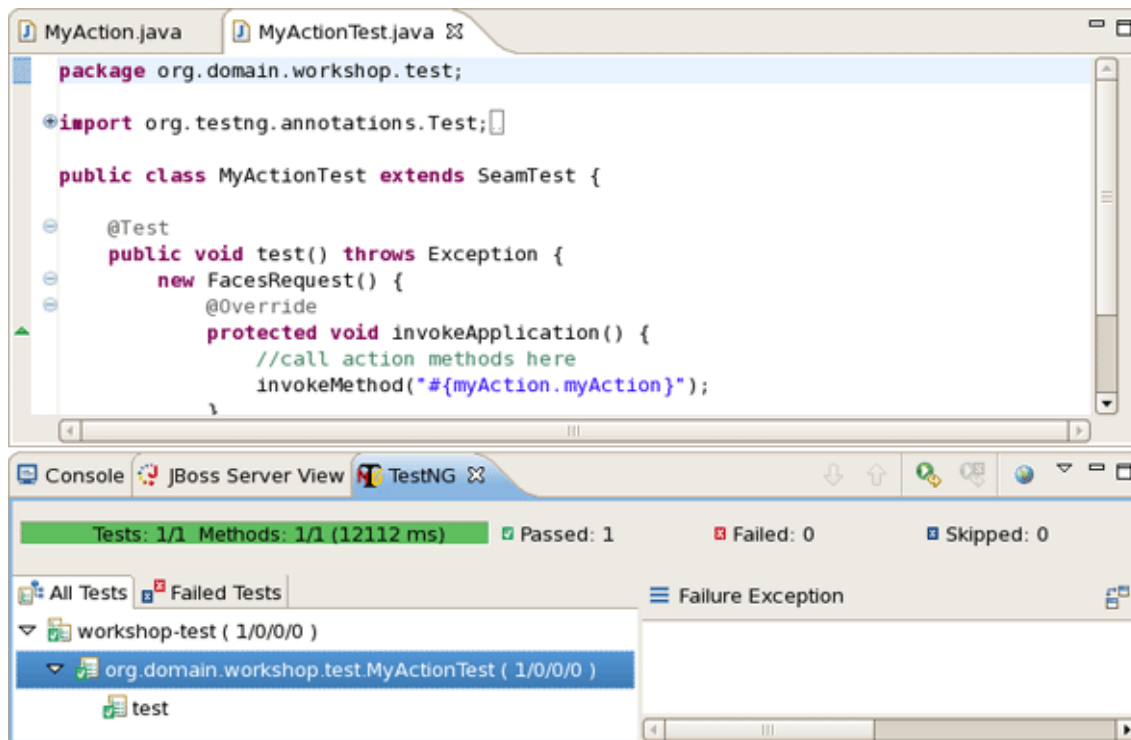 MyAction.java MyActionTest.java
package org.domain.workshop.test;
import org.testng.annotations.Test;
public class MyActionTest extends SeamTest {
@Test
public void test() throws Exception {
new FacesRequest() {
@Override
protected void invokeApplication() {
//call action methods here
invokeMethod("#{myAction.myAction}");
}
Console JBoss Server View TestNG
Tests: 1/1 Methods: 1/1 (12112 ms) Passed: 1 Failed: 0 Skipped: 0
All Tests Failed Tests Failure Exception
workshop-test ( 1/0/0/0 )
org.domain.workshop.test.MyActionTest ( 1/0/0/0 )
test